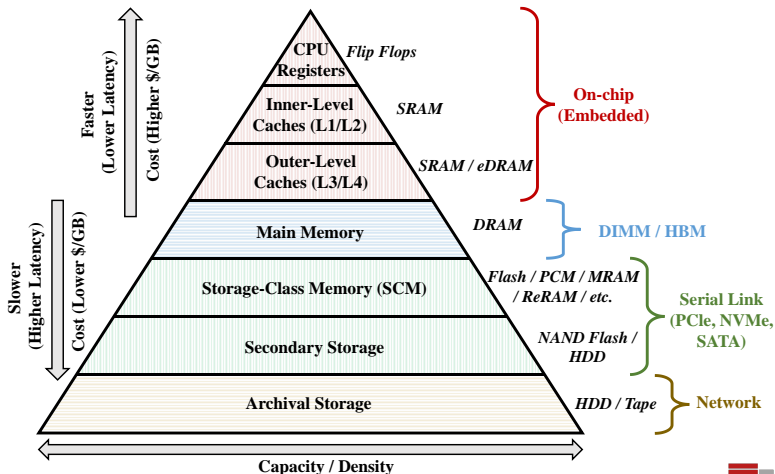 CPU
Registers
Flip Flops
Inner-Level
Caches (L1/L2)
SRAM
Outer-Level
Caches (L3/L4)
SRAM / eDRAM
On-chip
(Embedded)
Main Memory
DRAM
DIMM / HBM
Storage-Class Memory (SCM)
Flash / PCM / MRAM
/ ReRAM / etc.
Secondary Storage
NAND Flash /
HDD
Serial Link
(PCIe, NVMe,
SATA)
Archival Storage
HDD / Tape
Network
Faster
(Lower Latency)
Cost (Higher $/GB)
Slower
(Higher Latency)
Cost (Lower $/GB)
Capacity / Density